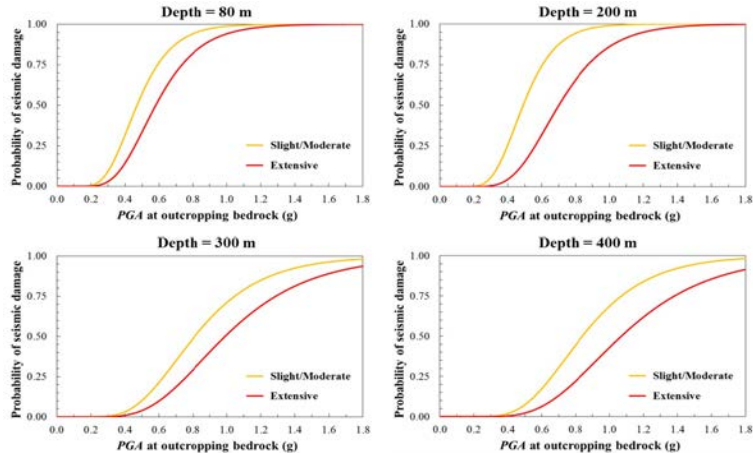 Depth = 80 m
Probability of seismic damage
1.00
0.75
0.50
0.25
0.00
Slight/Moderate
Extensive
0.0 0.2 0.4 0.6 0.8 1.0 1.2 1.4 1.6 1.8
PGA at outcropping bedrock (g)
Depth = 200 m
Probability of seismic damage
1.00
0.75
0.50
0.25
0.00
Slight/Moderate
Extensive
0.0 0.2 0.4 0.6 0.8 1.0 1.2 1.4 1.6 1.8
PGA at outcropping bedrock (g)
Depth = 300 m
Probability of seismic damage
1.00
0.75
0.50
0.25
0.00
Slight/Moderate
Extensive
0.0 0.2 0.4 0.6 0.8 1.0 1.2 1.4 1.6 1.8
PGA at outcropping bedrock (g)
Depth = 400 m
Probability of seismic damage
1.00
0.75
0.50
0.25
0.00
Slight/Moderate
Extensive
0.0 0.2 0.4 0.6 0.8 1.0 1.2 1.4 1.6 1.8
PGA at outcropping bedrock (g)